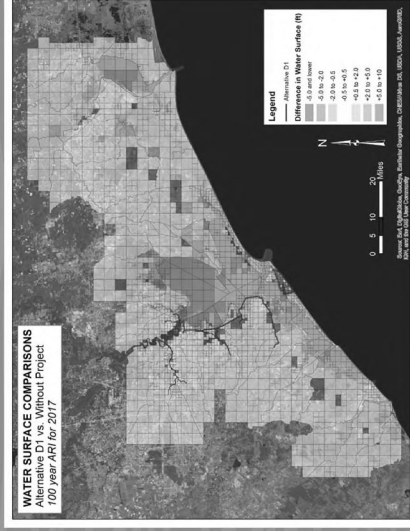 WATER SURFACE COMPARISONS
Alternative D1 vs. Without Project
100 year ARI for 2017
Legend
Alternative D1
Difference in Water Surface (ft)
-5.0 and lower
-5.0 to -2.0
-2.0 to -0.5
-0.5 to +0.5
+0.5 to +2.0
+2.0 to +5.0
+5.0 to +10
N
0 5 10 20
Miles
Source: Esri, DigitalGlobe, GeoEye, Earthstar Geographics, CNES/Airbus DS, USDA, USGS, AeroGRID,
IGN, and the GIS User Community